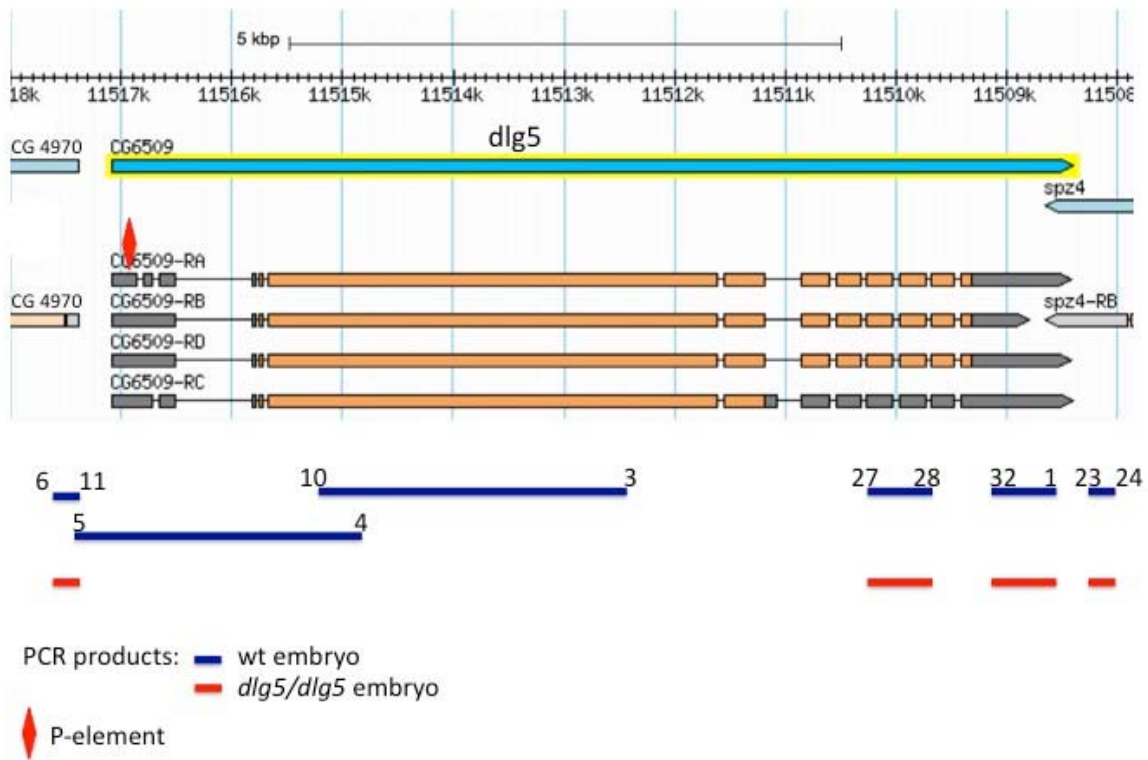 5 kbp
18k 11517k 11516k 11515k 11514k 11513k 11512k 11511k 11510k 11509k 11508
dlg5
CG 4970 CG6509
spz4
CG6509-RA
CG 4970 CG6509-RB spz4-RB
CG6509-RD
CG6509-RC
6 11 10 3 27 28 32 1 23 24
5 4
PCR products: wt embryo
dlg5/dlg5 embryo
P-element